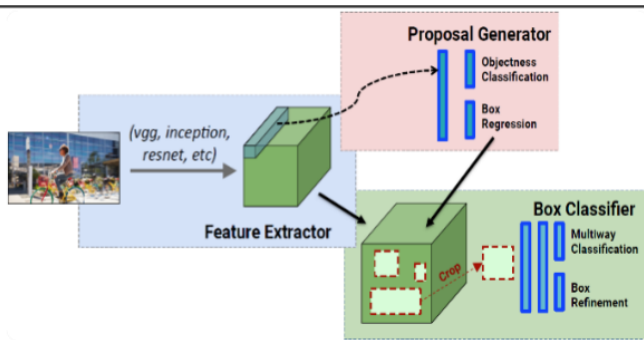 Proposal Generator
Objectness
Classification
Box
Regression
(vgg, inception,
resnet, etc)
Feature Extractor
Box Classifier
Crop
Multiway
Classification
Box
Refinement